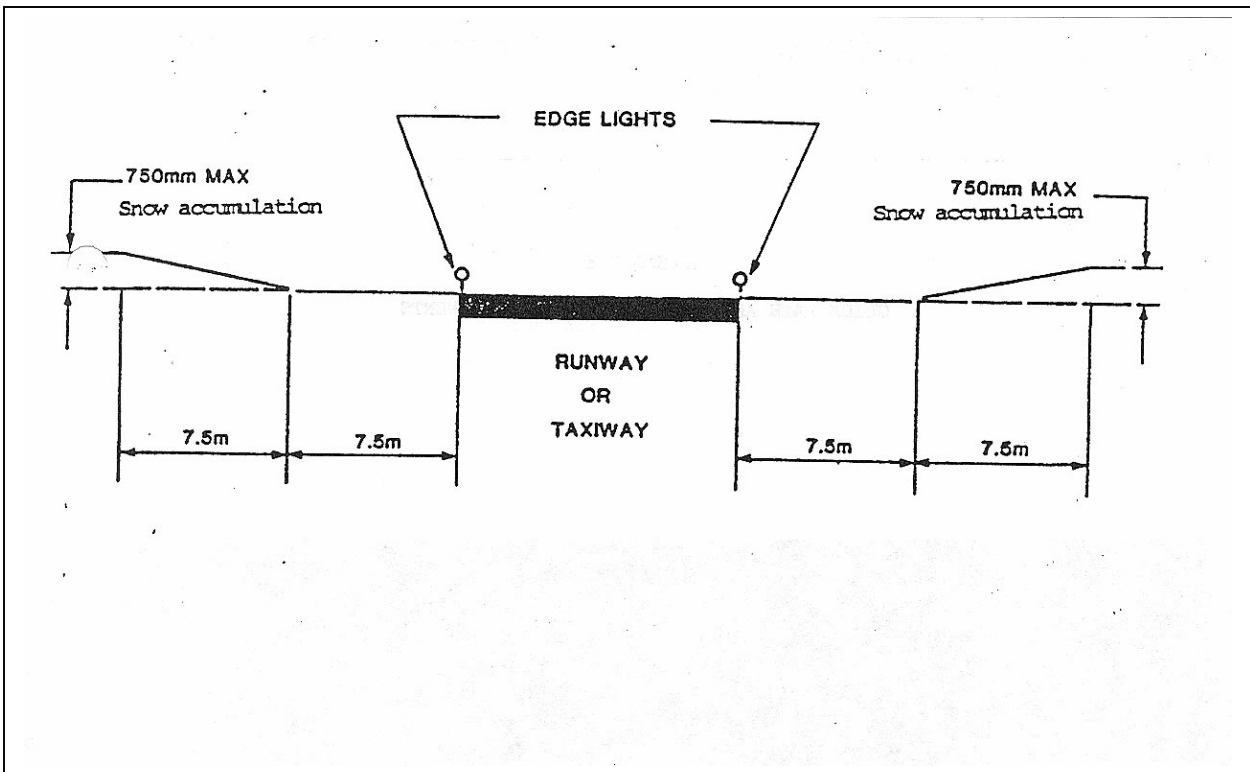 EDGE LIGHTS
750mm MAX
Snow accumulation
750mm MAX
Snow accumulation
RUNWAY
OR
TAXIWAY
7.5m
7.5m
7.5m
7.5m